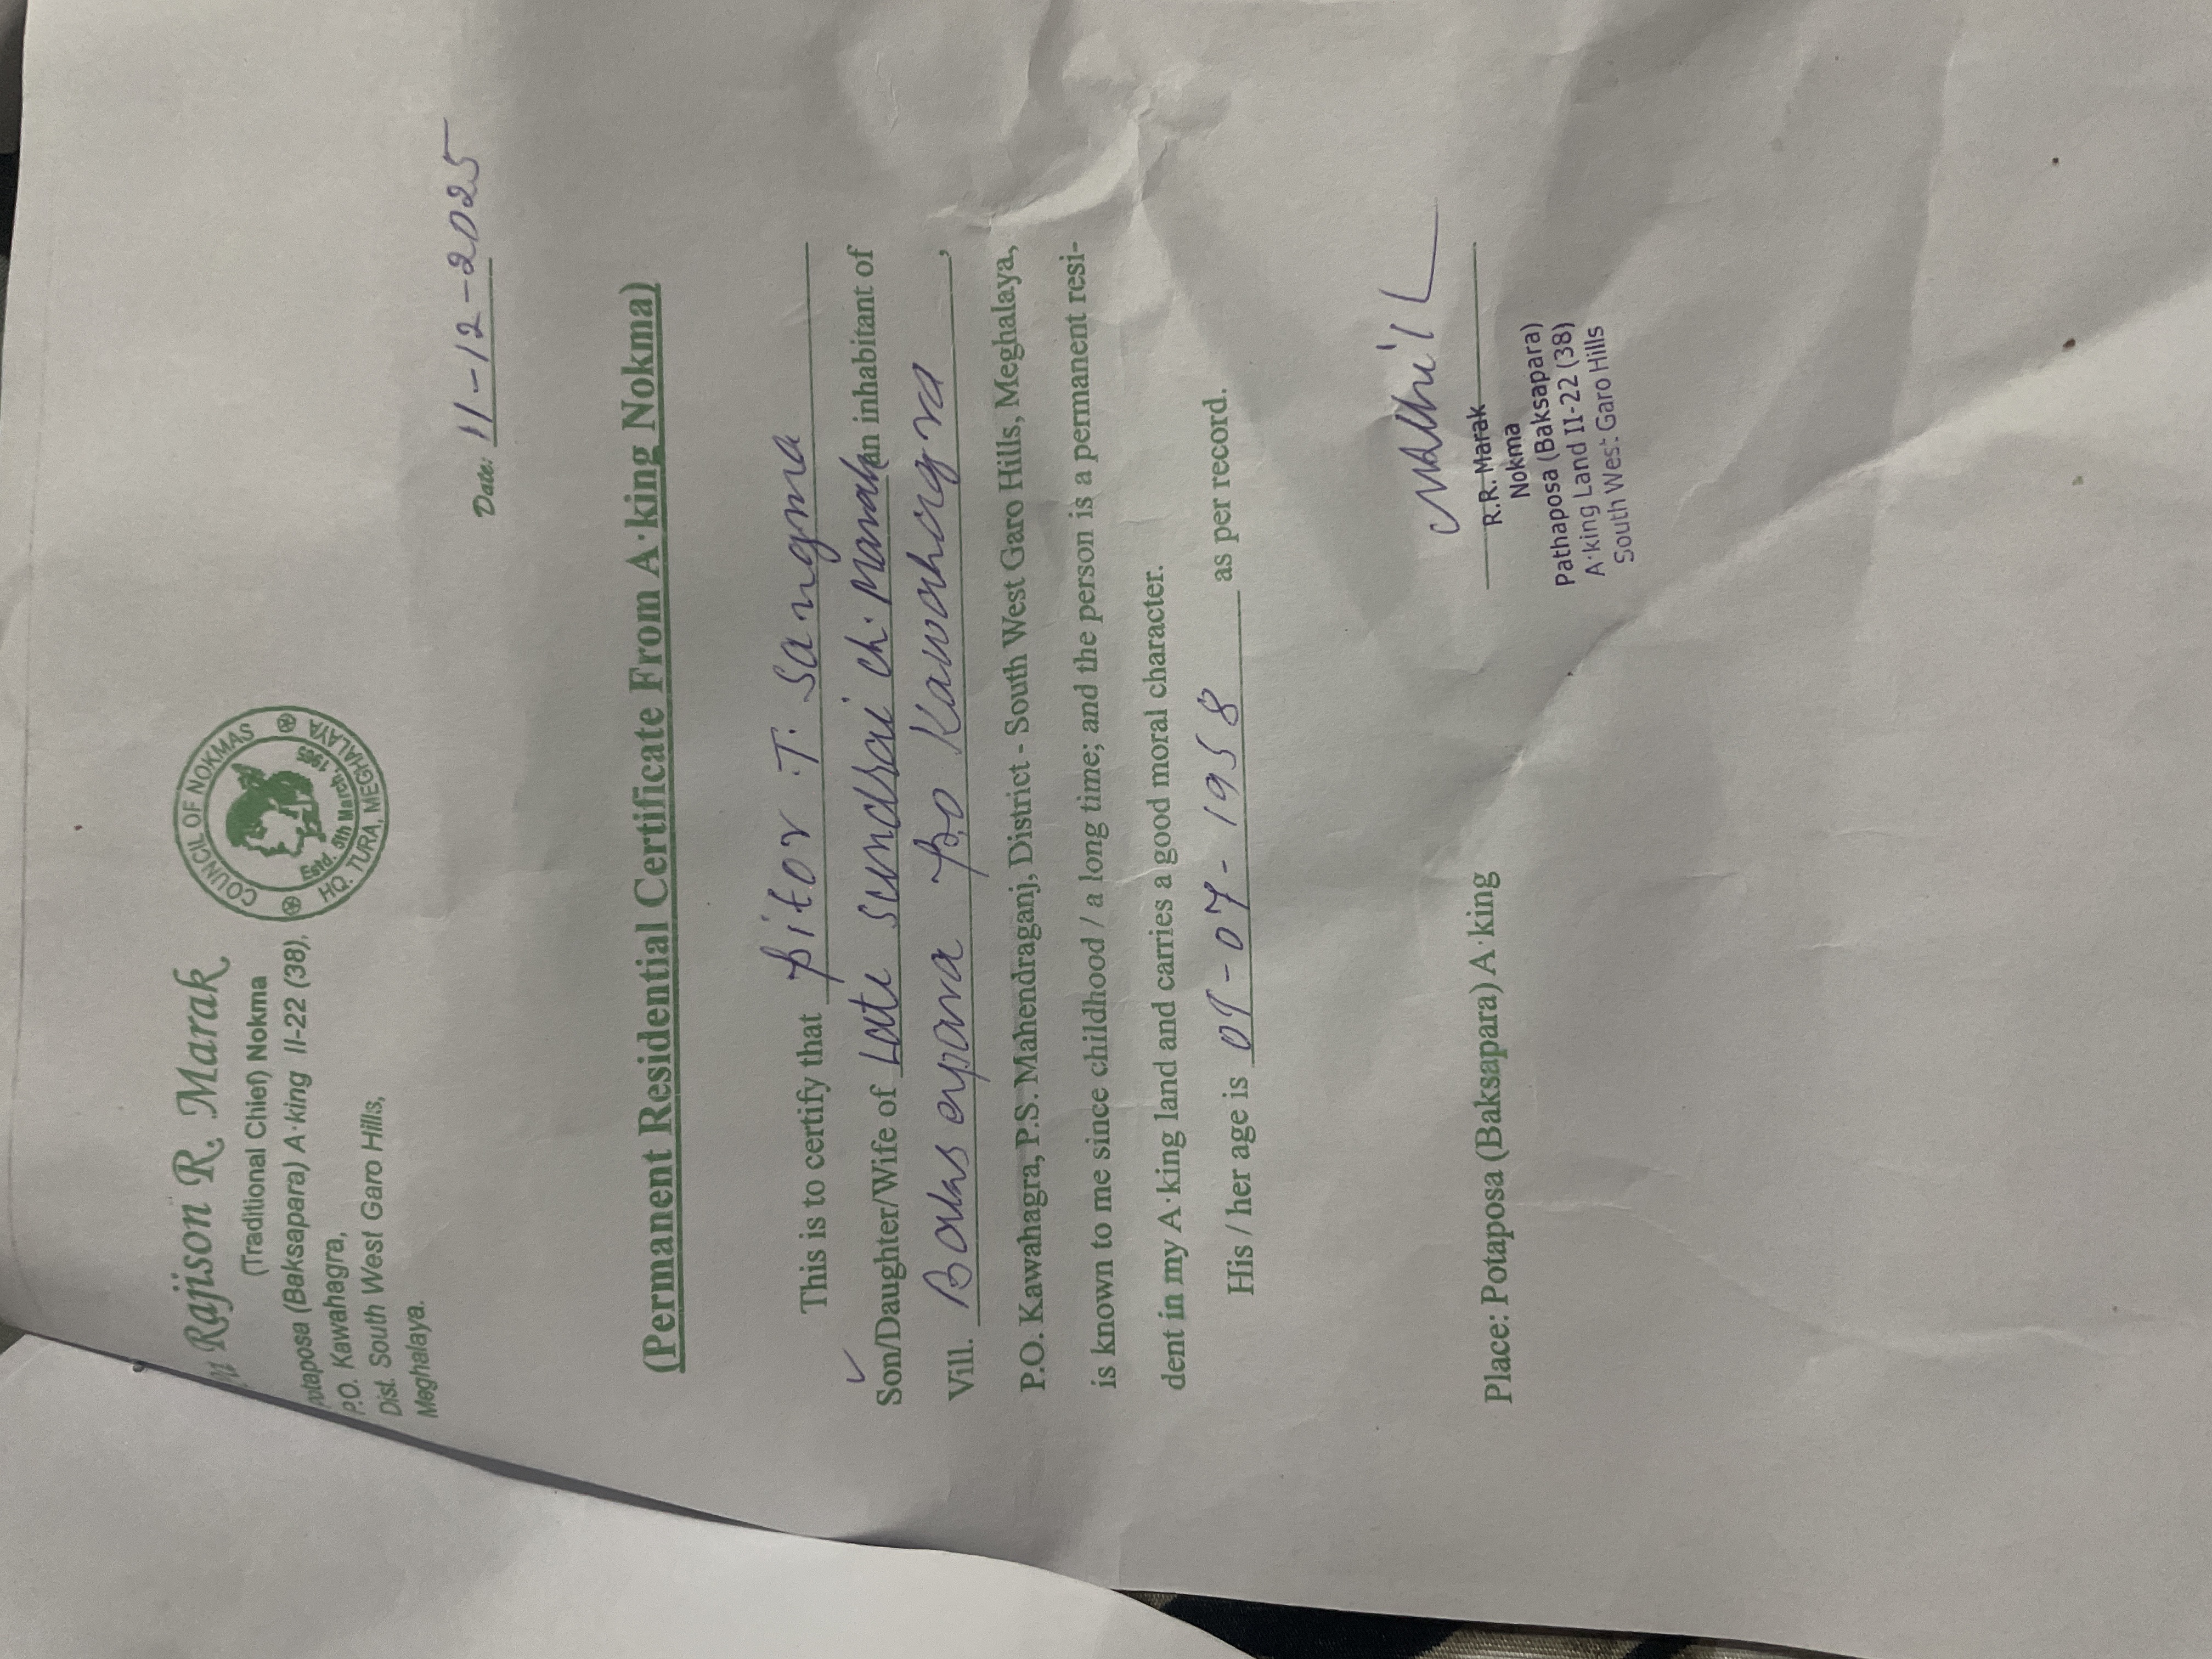 Rajison R. Marak
(Traditional Chief) Nokma
Potaposa (Baksapara) A·king II-22 (38),
P.O. Kawahagra,
Dist. South West Garo Hills,
Meghalaya.
COUNCIL OF NOKMAS
Estd. 5th March,
HQ. TURA, MEGHALAYA
Date: 11-12-2025
(Permanent Residential Certificate From A·king Nokma)
This is to certify that Pitor T. Sangma
Son/Daughter/Wife of Late Ch. Marak an inhabitant of
Vill. P.O Kawahagra,
P.O. Kawahagra, P.S. Mahendraganj, District - South West Garo Hills, Meghalaya,
is known to me since childhood / a long time; and the person is a permanent resi-
dent in my A·king land and carries a good moral character.
His / her age is 01-07-1958 as per record.
R.R. Marak
Nokma
Pathaposa (Baksapara)
A·king Land II-22 (38)
South West Garo Hills
Place: Potaposa (Baksapara) A·king